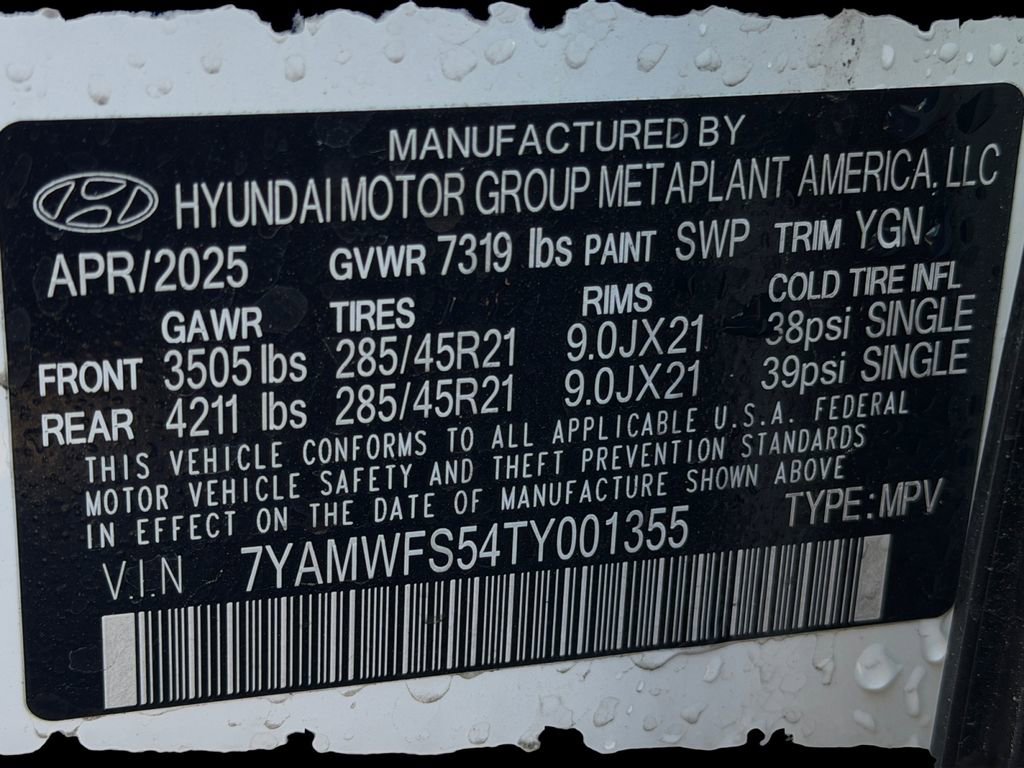 MANUFACTURED BY
HYUNDAI MOTOR GROUP METAPLANT AMERICA, LLC
APR/2025 GVWR 7319 lbs PAINT SWP TRIM YGN
GAWR TIRES RIMS COLD TIRE INFL
FRONT 3505 lbs 285/45R21 9.0JX21 38psi SINGLE
REAR 4211 lbs 285/45R21 9.0JX21 39psi SINGLE
THIS VEHICLE CONFORMS TO ALL APPLICABLE U.S.A. FEDERAL
MOTOR VEHICLE SAFETY AND THEFT PREVENTION STANDARDS
IN EFFECT ON THE DATE OF MANUFACTURE SHOWN ABOVE
V.I.N 7YAMWFS54TY001355 TYPE:MPV